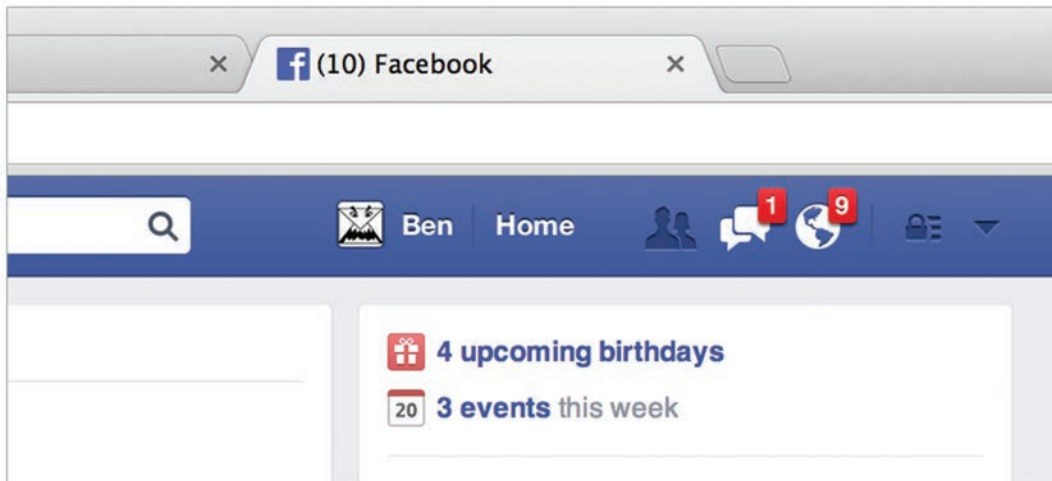 (10) Facebook
Ben Home 1 9
4 upcoming birthdays
20 3 events this week